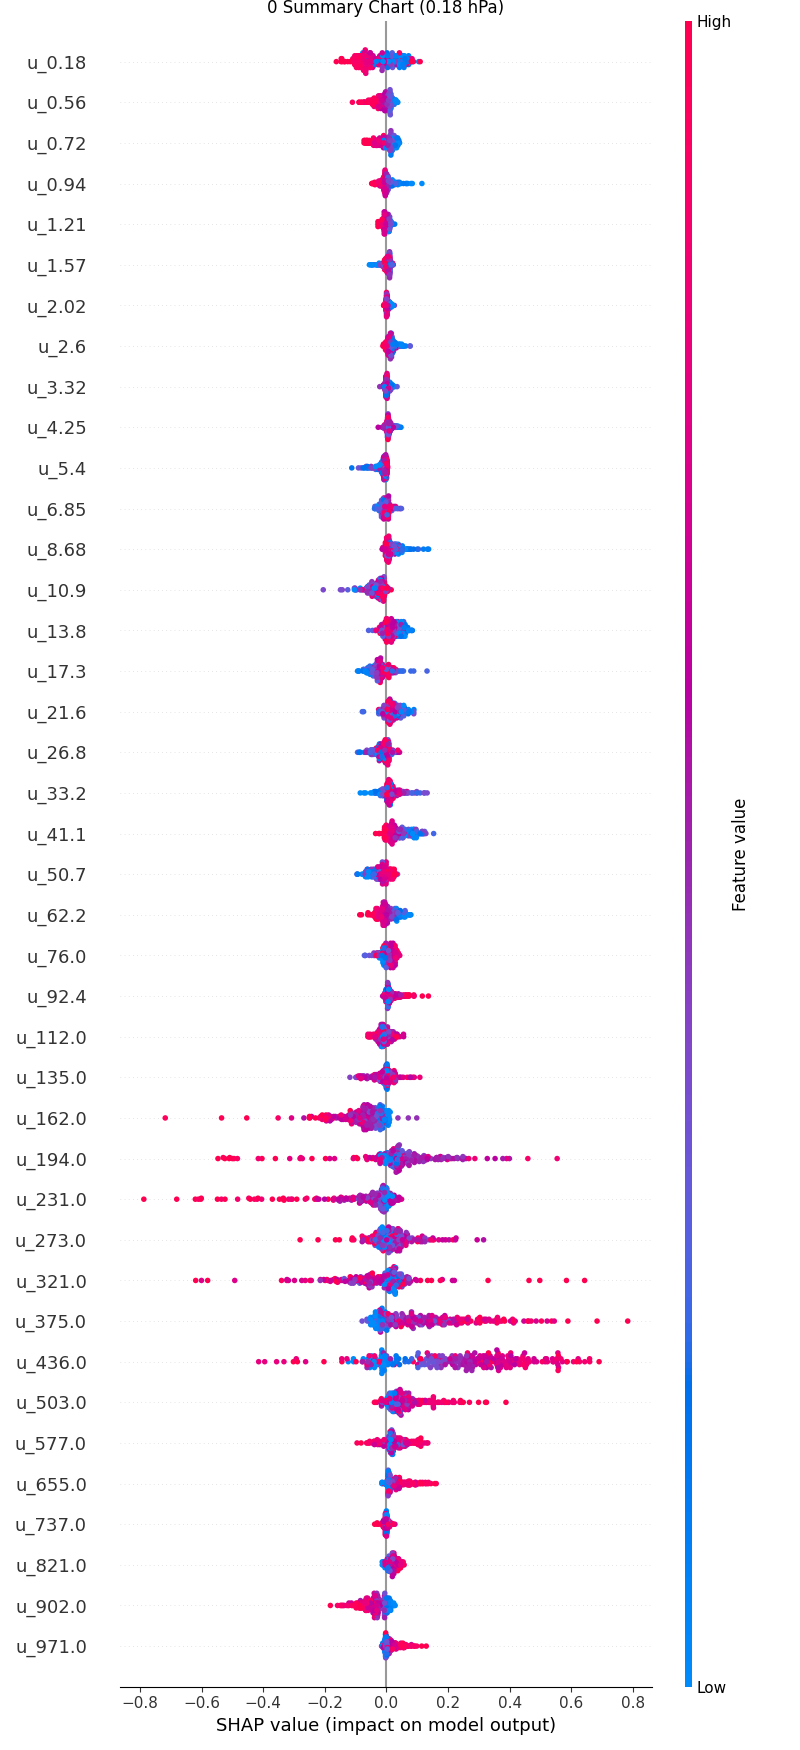 0 Summary Chart (0.18 hPa)
High
u_0.18
u_0.56
u_0.72
u_0.94
u_1.21
u_1.57
u_2.02
u_2.6
u_3.32
u_4.25
u_5.4
u_6.85
u_8.68
u_10.9
u_13.8
u_17.3
u_21.6
u_26.8
u_33.2
u_41.1
u_50.7
u_62.2
u_76.0
u_92.4
u_112.0
u_135.0
u_162.0
u_194.0
u_231.0
u_273.0
u_321.0
u_375.0
u_436.0
u_503.0
u_577.0
u_655.0
u_737.0
u_821.0
u_902.0
u_971.0
Feature value
Low
−0.8 −0.6 −0.4 −0.2 0.0 0.2 0.4 0.6 0.8
SHAP value (impact on model output)